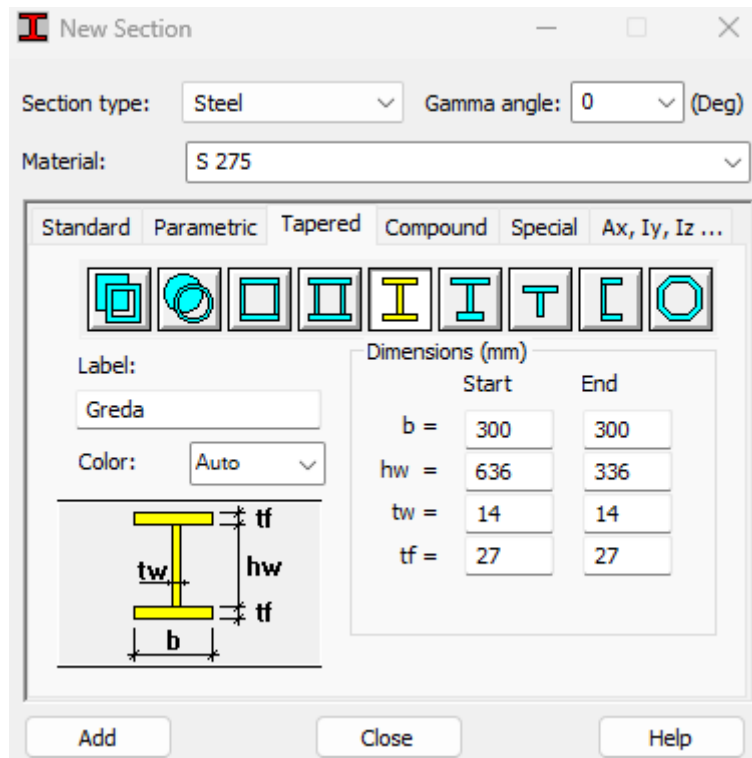 New Section
Section type: Steel Gamma angle: 0 (Deg)
Material: S 275
Standard Parametric Tapered Compound Special Ax, Iy, Iz ...
Label: Dimensions (mm)
Start End
Greda
b = 300 300
Color: Auto
hw = 636 336
tw = 14 14
tf = 27 27
tf
tw hw
tf
b
Add Close Help